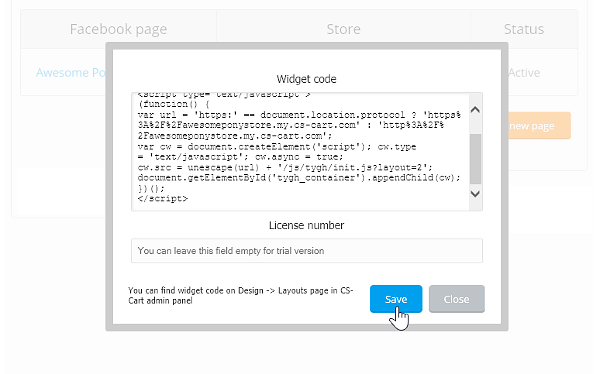 Facebook page Store Status
Awesome Po Active
new page
Widget code
<script type="text/javascript">
(function() {
var url = 'https:' == document.location.protocol ? 'https%
3A%2F%2Fawesomeponystore.my.cs-cart.com' : 'http%3A%2F%
2Fawesomeponystore.my.cs-cart.com';
var cw = document.createElement('script'); cw.type
= 'text/javascript'; cw.async = true;
cw.src = unescape(url) + '/js/tygh/init.js?layout=2';
document.getElementById('tygh_container').appendChild(cw);
})();
</script>
License number
You can leave this field empty for trial version
You can find widget code on Design -> Layouts page in CS-
Cart admin panel
Save Close